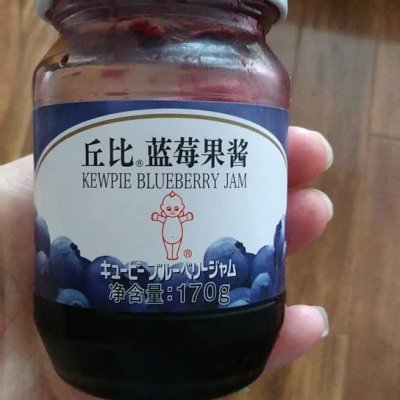 丘比® 蓝莓果酱
KEWPIE BLUEBERRY JAM
®
キューピー ブルーベリージャム
净含量:170g